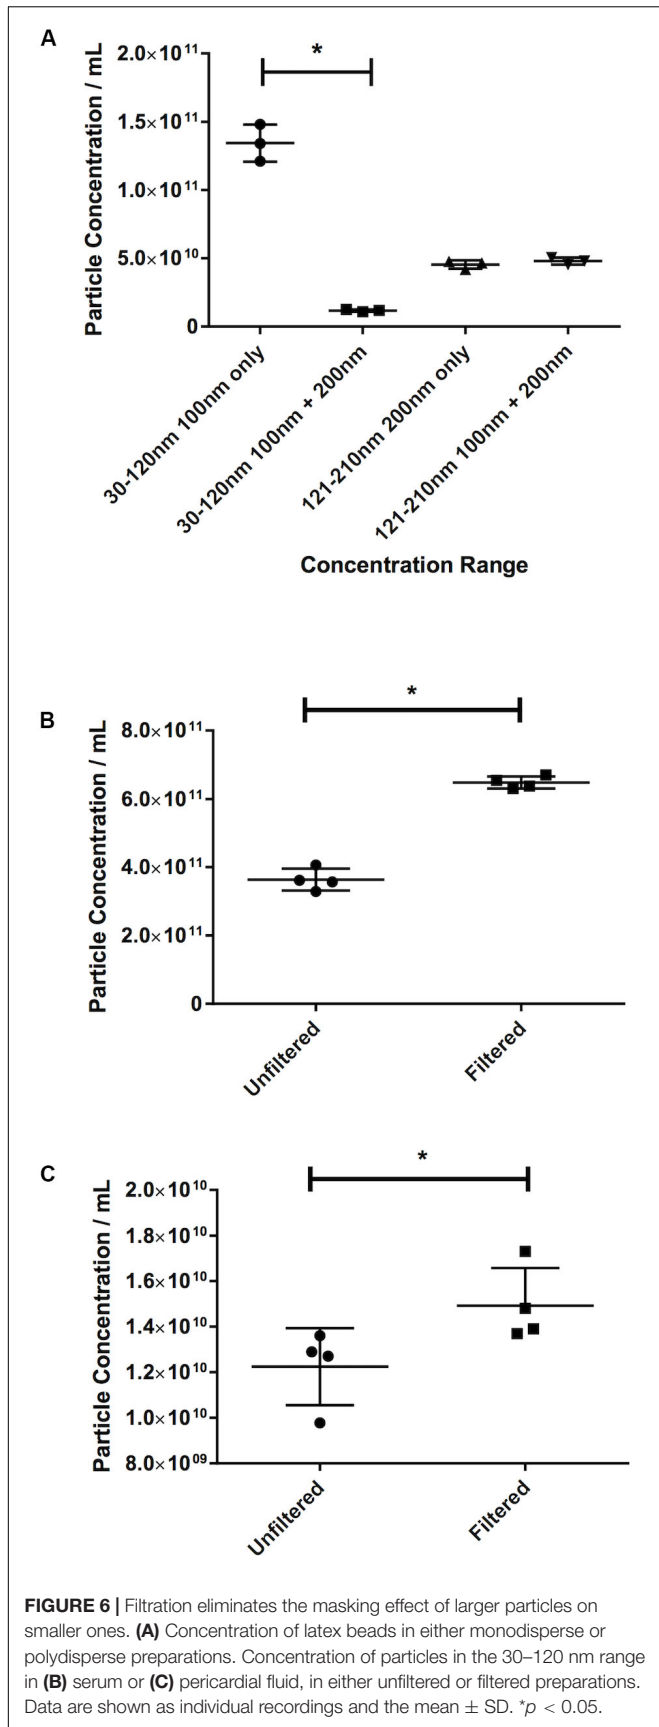 A
*
2.0×10¹¹
1.5×10¹¹
1.0×10¹¹
5.0×10¹⁰
0
Particle Concentration / mL
30-120nm 100nm only
30-120nm 100nm + 200nm
121-210nm 200nm only
121-210nm 100nm + 200nm
Concentration Range
B
*
8.0×10¹¹
6.0×10¹¹
4.0×10¹¹
2.0×10¹¹
0
Particle Concentration / mL
Unfiltered
Filtered
C
*
2.0×10¹⁰
1.8×10¹⁰
1.6×10¹⁰
1.4×10¹⁰
1.2×10¹⁰
1.0×10¹⁰
8.0×10⁰⁹
Particle Concentration / mL
Unfiltered
Filtered
FIGURE 6 | Filtration eliminates the masking effect of larger particles on
smaller ones. (A) Concentration of latex beads in either monodisperse or
polydisperse preparations. Concentration of particles in the 30–120 nm range
in (B) serum or (C) pericardial fluid, in either unfiltered or filtered preparations.
Data are shown as individual recordings and the mean ± SD. *p < 0.05.